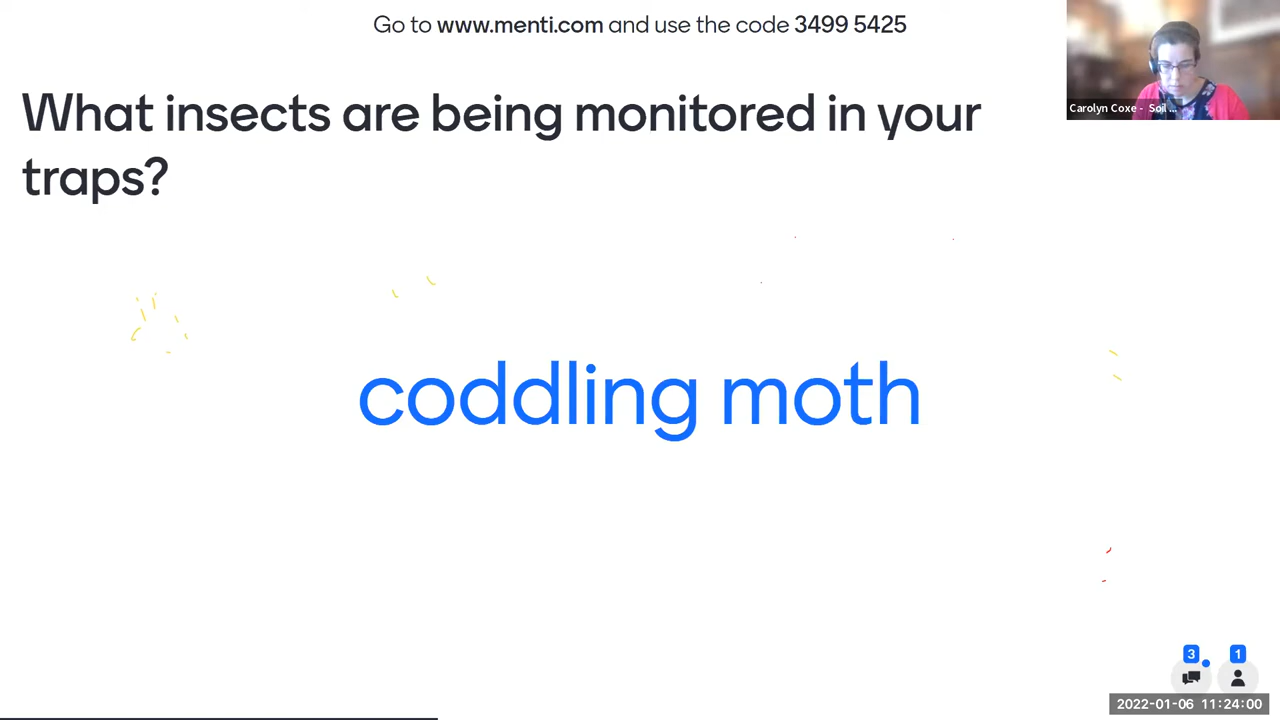 Go to www.menti.com and use the code 3499 5425
What insects are being monitored in your
traps?
Carolyn Coxe - Soil ...
coddling moth
3
1
2022-01-06 11:24:00